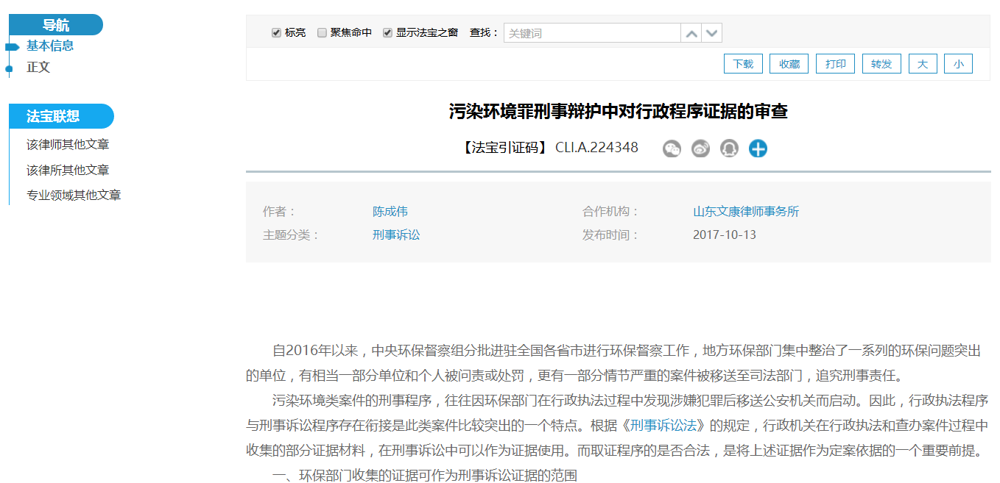 导航
基本信息
正文
法宝联想
该律师其他文章
该律所其他文章
专业领域其他文章
标亮 聚焦命中 显示法宝之窗 查找： 关键词
下载 收藏 打印 转发 大 小
污染环境罪刑事辩护中对行政程序证据的审查
【法宝引证码】 CLI.A.224348
作者： 陈成伟 合作机构： 山东文康律师事务所
主题分类： 刑事诉讼 发布时间： 2017-10-13
自2016年以来，中央环保督察组分批进驻全国各省市进行环保督察工作，地方环保部门集中整治了一系列的环保问题突出
的单位，有相当一部分单位和个人被问责或处罚，更有一部分情节严重的案件被移送至司法部门，追究刑事责任。
污染环境类案件的刑事程序，往往因环保部门在行政执法过程中发现涉嫌犯罪后移送公安机关而启动。因此，行政执法程序
与刑事诉讼程序存在衔接是此类案件比较突出的一个特点。根据《刑事诉讼法》的规定，行政机关在行政执法和查办案件过程中
收集的部分证据材料，在刑事诉讼中可以作为证据使用。而取证程序的是否合法，是将上述证据作为定案依据的一个重要前提。
一、环保部门收集的证据可作为刑事诉讼证据的范围